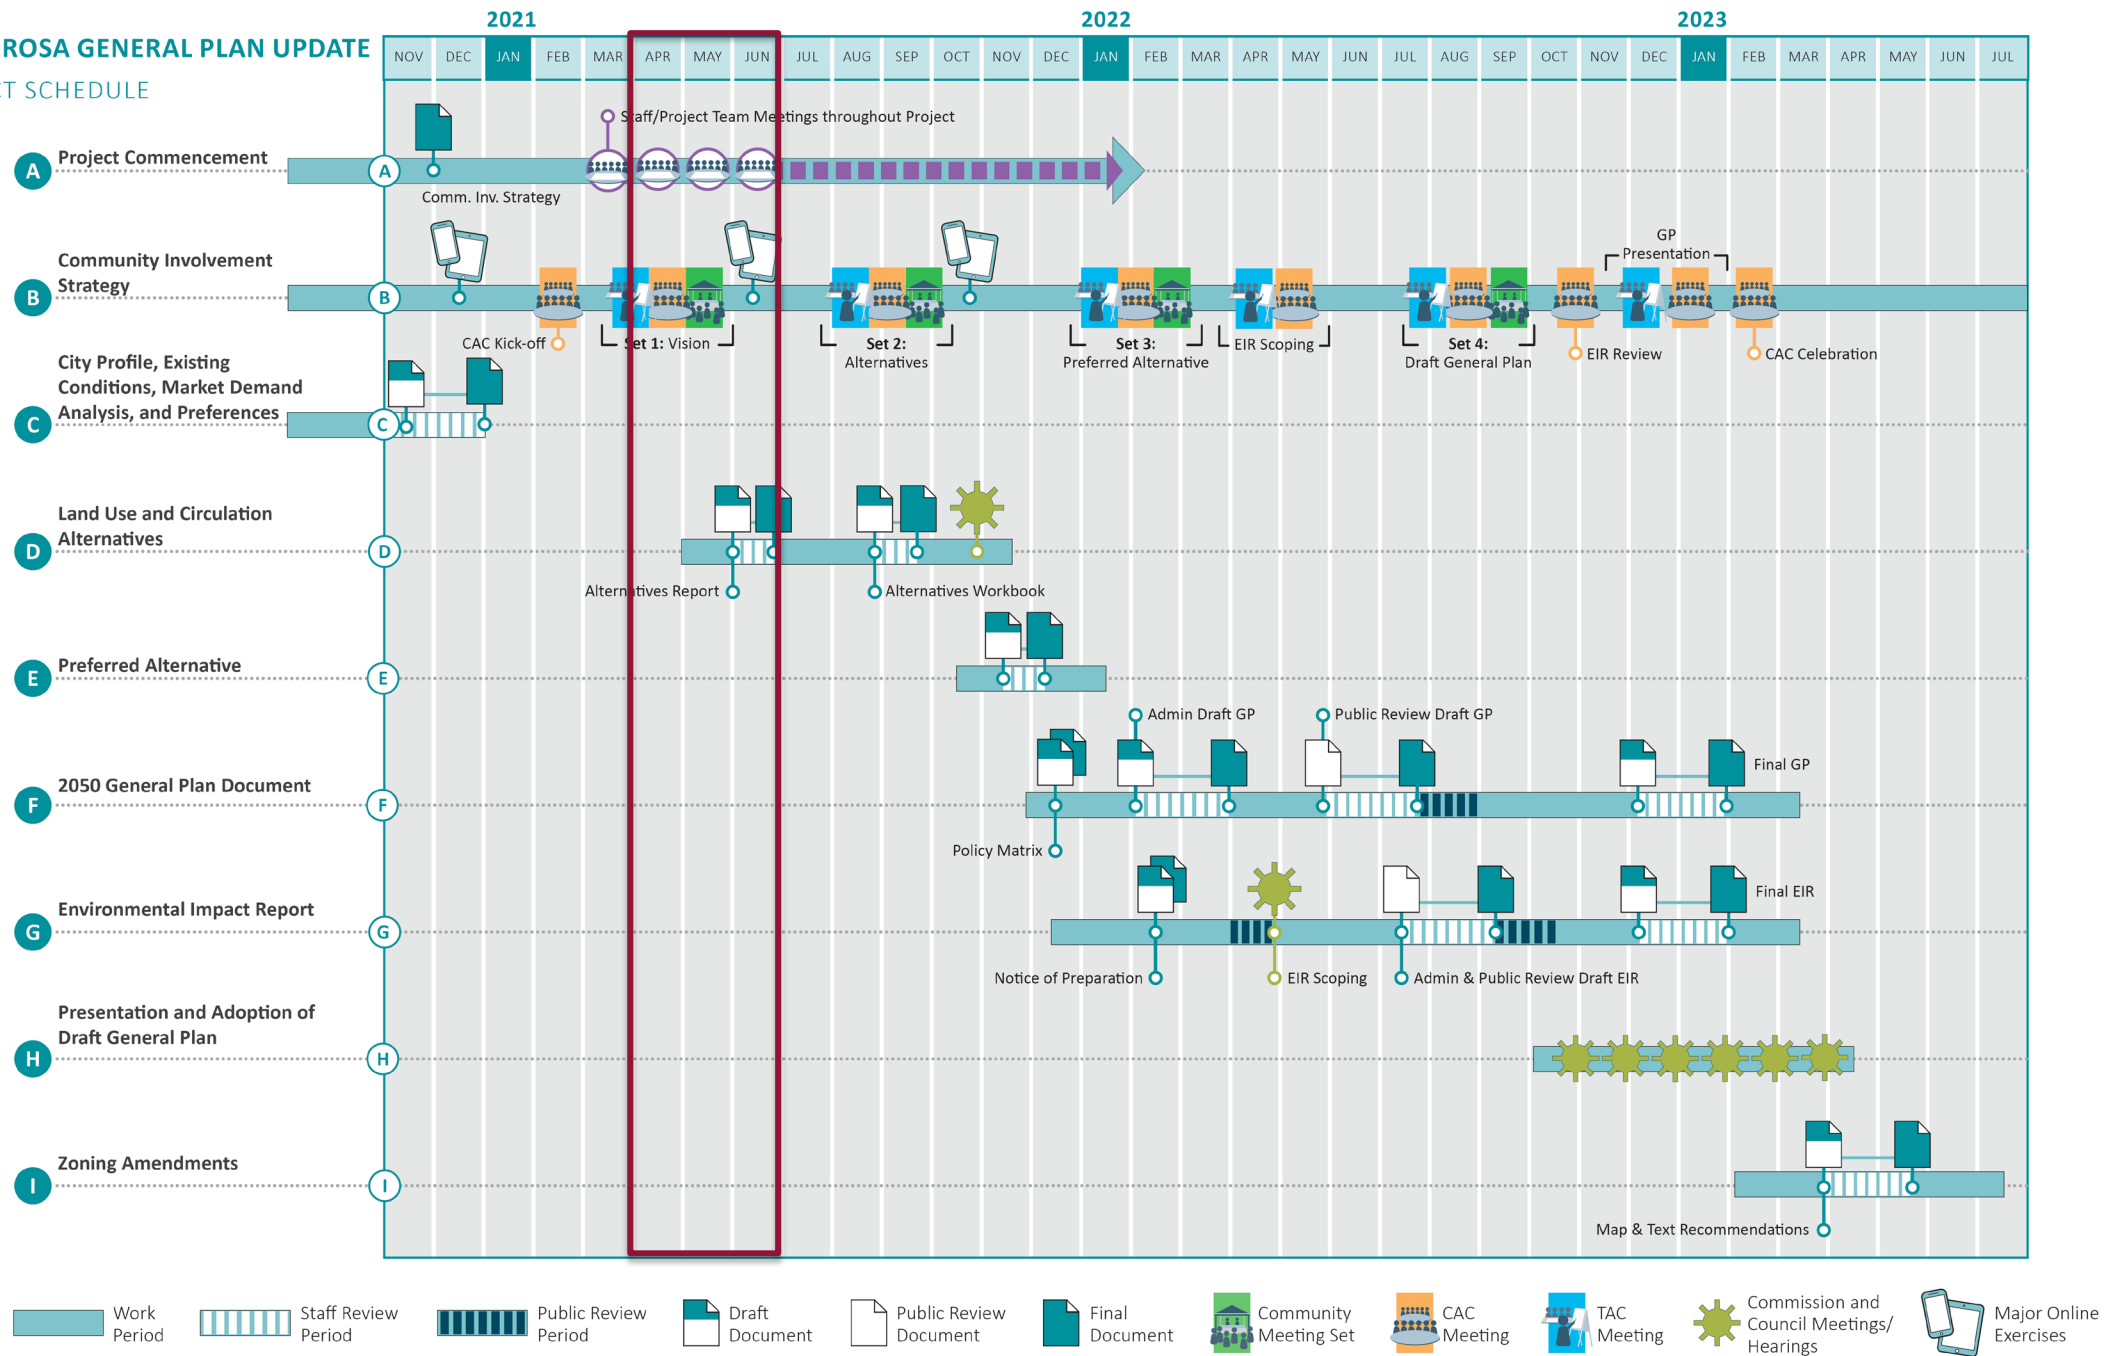 2021 2022 2023
ROSA GENERAL PLAN UPDATE
NOV DEC JAN FEB MAR APR MAY JUN JUL AUG SEP OCT NOV DEC JAN FEB MAR APR MAY JUN JUL AUG SEP OCT NOV DEC JAN FEB MAR APR MAY JUN JUL
CT SCHEDULE
Staff/Project Team Meetings throughout Project
A Project Commencement A
Comm. Inv. Strategy
B Community Involvement
Strategy B
GP
Presentation
CAC Kick-off
Set 1: Vision
Set 2:
Alternatives
Set 3:
Preferred Alternative
EIR Scoping
Set 4:
Draft General Plan
EIR Review
CAC Celebration
C City Profile, Existing
Conditions, Market Demand
Analysis, and Preferences C
D Land Use and Circulation
Alternatives D
Alternatives Report
Alternatives Workbook
E Preferred Alternative E
Admin Draft GP
Public Review Draft GP
F 2050 General Plan Document F
Final GP
Policy Matrix
G Environmental Impact Report G
Final EIR
Notice of Preparation
EIR Scoping
Admin & Public Review Draft EIR
H Presentation and Adoption of
Draft General Plan H
I Zoning Amendments I
Map & Text Recommendations
Work
Period
Staff Review
Period
Public Review
Period
Draft
Document
Public Review
Document
Final
Document
Community
Meeting Set
CAC
Meeting
TAC
Meeting
Commission and
Council Meetings/
Hearings
Major Online
Exercises